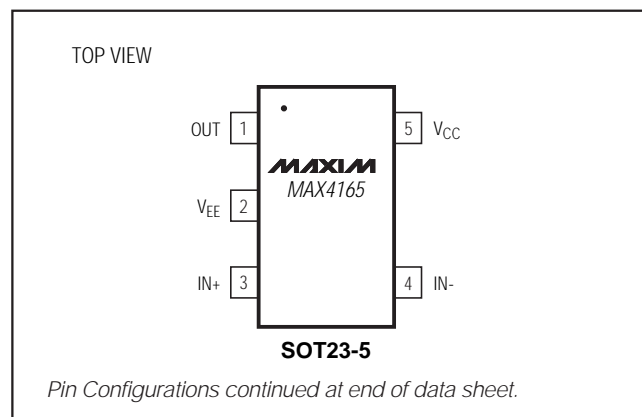 TOP VIEW
OUT 1
5 VCC
MAXIM
MAX4165
VEE 2
IN+ 3
4 IN-
SOT23-5
Pin Configurations continued at end of data sheet.